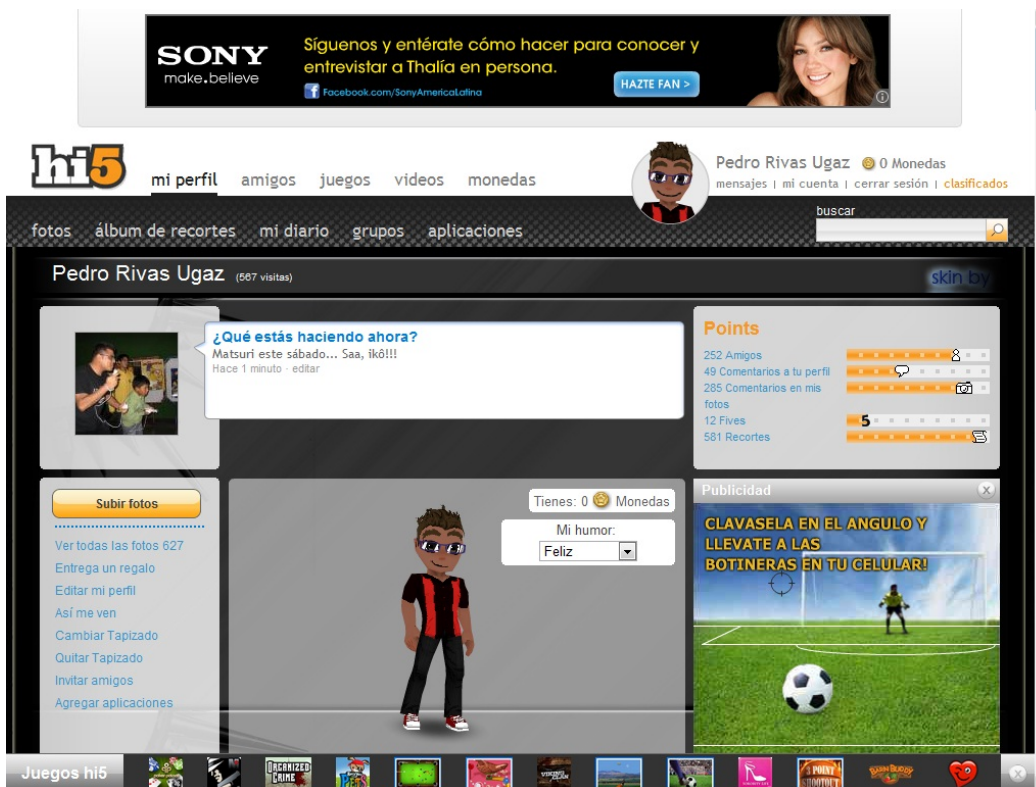 SONY
make.believe
Síguenos y entérate cómo hacer para conocer y
entrevistar a Thalía en persona.
Facebook.com/SonyAmericaLatina
HAZTE FAN >
hi5
mi perfil amigos juegos videos monedas
Pedro Rivas Ugaz 0 Monedas
mensajes | mi cuenta | cerrar sesión | clasificados
buscar
fotos álbum de recortes mi diario grupos aplicaciones
Pedro Rivas Ugaz (567 visitas)
skin by
¿Qué estás haciendo ahora?
Matsuri este sábado... Saa, ikô!!!
Hace 1 minuto · editar
Points
252 Amigos
49 Comentarios a tu perfil
285 Comentarios en mis
fotos
12 Fives
5
581 Recortes
Subir fotos
Ver todas las fotos 627
Entrega un regalo
Editar mi perfil
Así me ven
Cambiar Tapizado
Quitar Tapizado
Invitar amigos
Agregar aplicaciones
Tienes: 0 Monedas
Mi humor:
Feliz
Publicidad
CLAVASELA EN EL ANGULO Y
LLEVATE A LAS
BOTINERAS EN TU CELULAR!
Juegos hi5
ORGANIZED
CRIME
3 POINT
SHOOTOUT